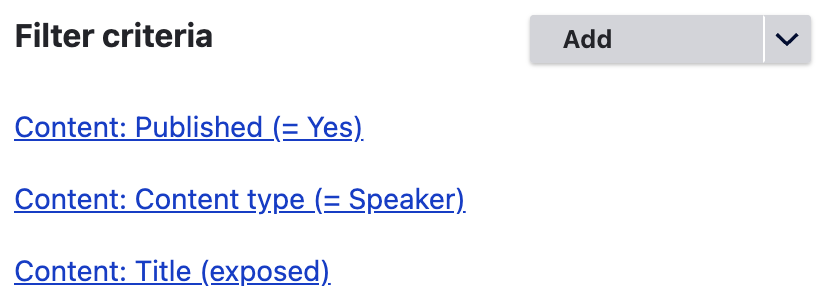 Filter criteria
Add
Content: Published (= Yes)
Content: Content type (= Speaker)
Content: Title (exposed)